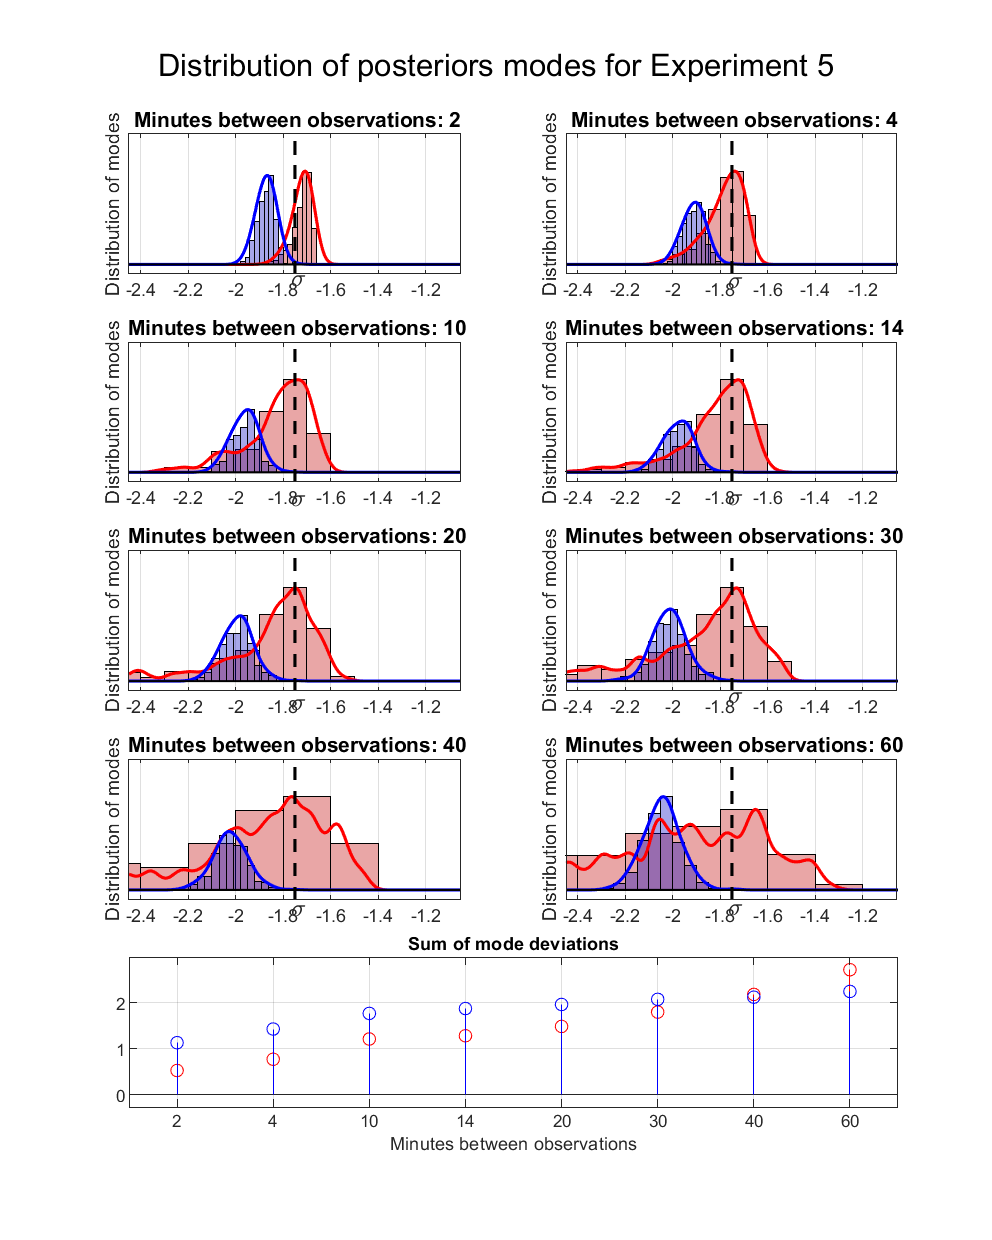 Distribution of posteriors modes for Experiment 5
Minutes between observations: 2
Distribution of modes
-2.4 -2.2 -2 -1.8 -1.6 -1.4 -1.2
σ
Minutes between observations: 4
Distribution of modes
-2.4 -2.2 -2 -1.8 -1.6 -1.4 -1.2
σ
Minutes between observations: 10
Distribution of modes
-2.4 -2.2 -2 -1.8 -1.6 -1.4 -1.2
σ
Minutes between observations: 14
Distribution of modes
-2.4 -2.2 -2 -1.8 -1.6 -1.4 -1.2
σ
Minutes between observations: 20
Distribution of modes
-2.4 -2.2 -2 -1.8 -1.6 -1.4 -1.2
σ
Minutes between observations: 30
Distribution of modes
-2.4 -2.2 -2 -1.8 -1.6 -1.4 -1.2
σ
Minutes between observations: 40
Distribution of modes
-2.4 -2.2 -2 -1.8 -1.6 -1.4 -1.2
σ
Minutes between observations: 60
Distribution of modes
-2.4 -2.2 -2 -1.8 -1.6 -1.4 -1.2
σ
Sum of mode deviations
2
1
0
2 4 10 14 20 30 40 60
Minutes between observations